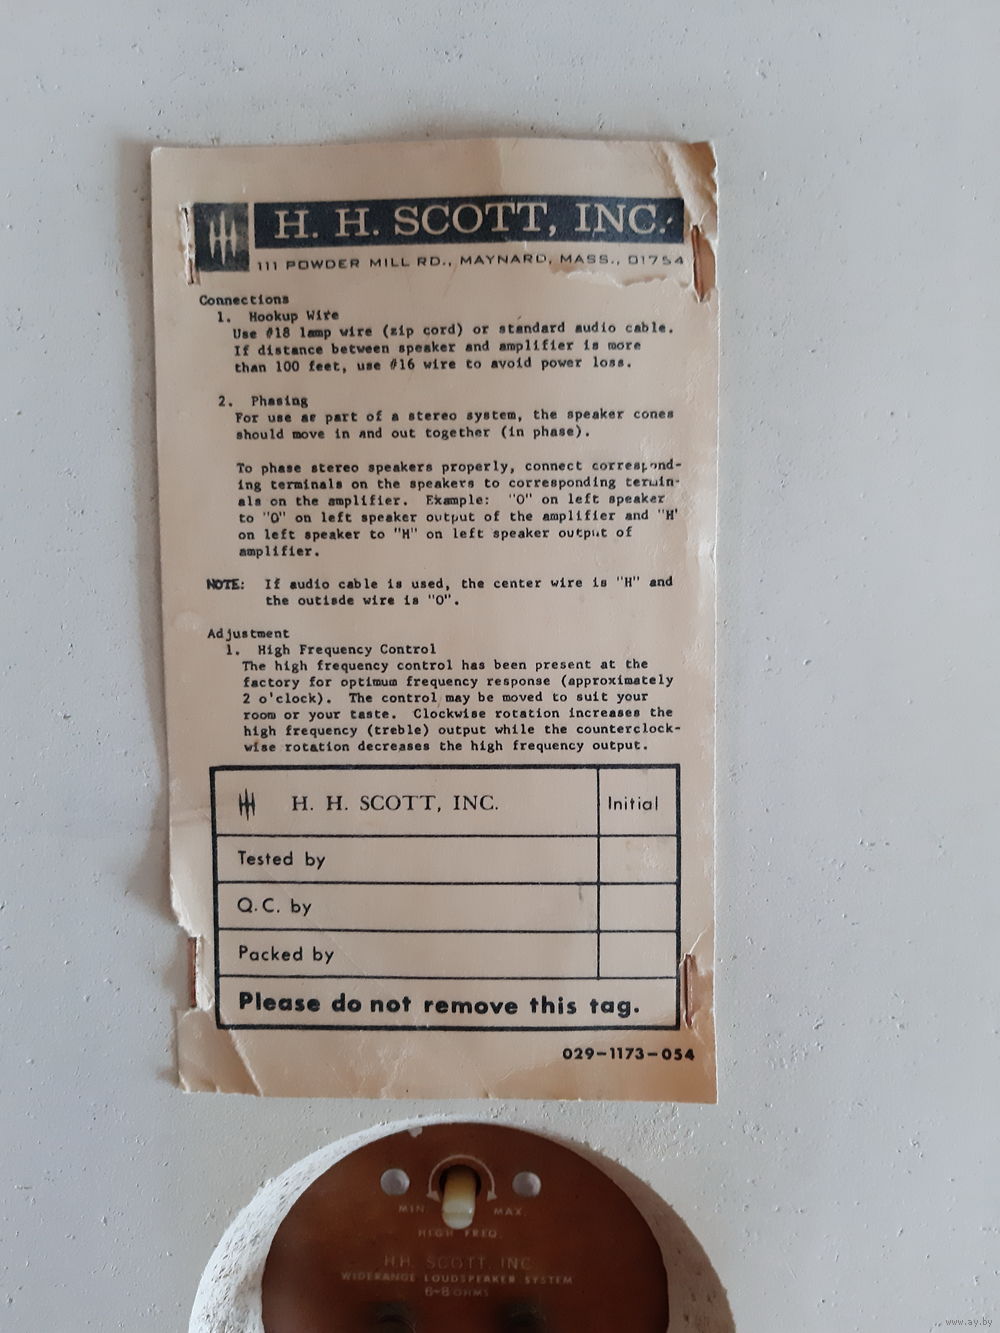 H. H. SCOTT, INC.
111 POWDER MILL RD., MAYNARD, MASS., 01754
Connections
1. Hookup Wire
Use #18 lamp wire (zip cord) or standard audio cable.
If distance between speaker and amplifier is more
than 100 feet, use #16 wire to avoid power loss.
2. Phasing
For use as part of a stereo system, the speaker cones
should move in and out together (in phase).
To phase stereo speakers properly, connect correspond-
ing terminals on the speakers to corresponding termin-
als on the amplifier. Example: "O" on left speaker
to "O" on left speaker output of the amplifier and "H'
on left speaker to "H" on left speaker output of
amplifier.
NOTE: If audio cable is used, the center wire is "H" and
the outisde wire is "O".
Adjustment
1. High Frequency Control
The high frequency control has been present at the
factory for optimum frequency response (approximately
2 o'clock). The control may be moved to suit your
room or your taste. Clockwise rotation increases the
high frequency (treble) output while the counterclock-
wise rotation decreases the high frequency output.
H. H. SCOTT, INC. Initial
Tested by
Q.C. by
Packed by
Please do not remove this tag.
029-1173-054
MIN. MAX.
HIGH FREQ.
H.H. SCOTT, INC.
WIDERANGE LOUDSPEAKER SYSTEM
6-8 OHMS
www.ay.by